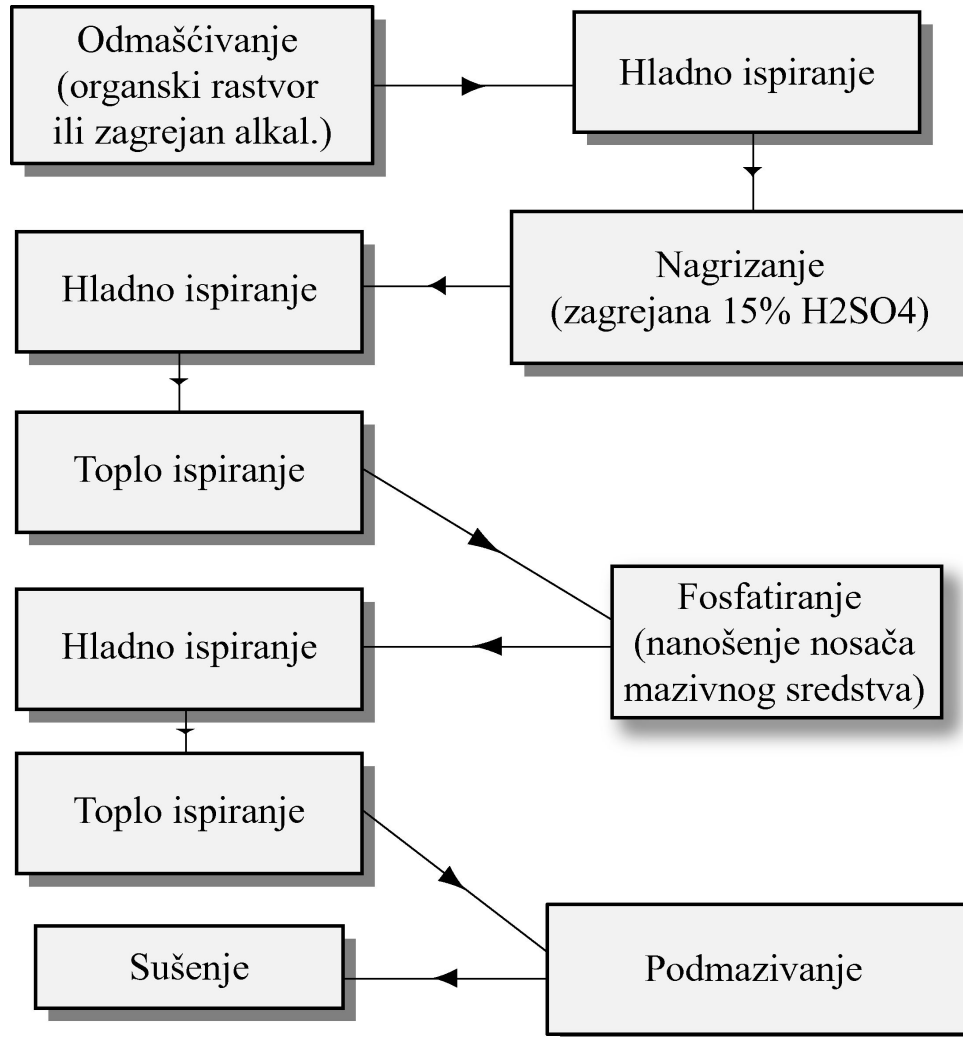 Odmašćivanje
(organski rastvor
ili zagrejan alkal.)
Hladno ispiranje
Nagrizanje
(zagrejana 15% H2SO4)
Hladno ispiranje
Toplo ispiranje
Fosfatiranje
(nanošenje nosača
mazivnog sredstva)
Hladno ispiranje
Toplo ispiranje
Podmazivanje
Sušenje